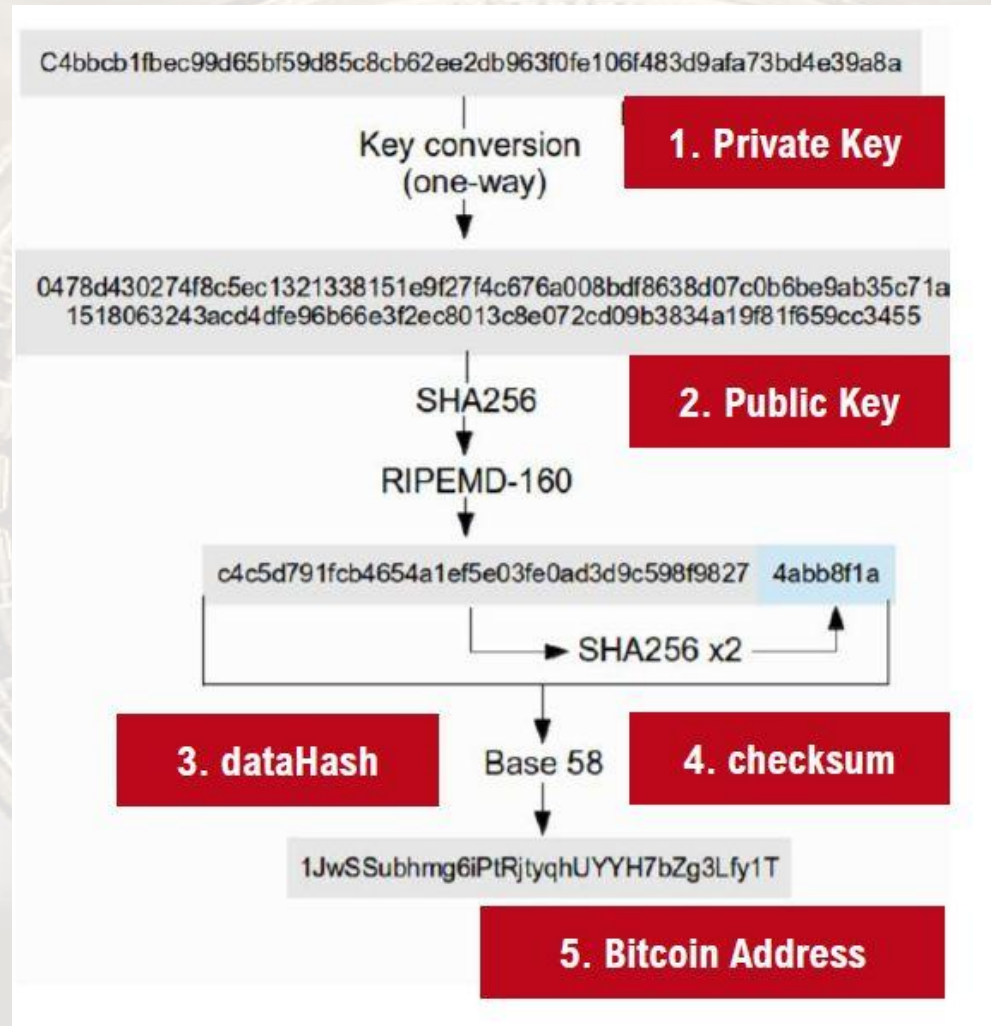 C4bbcb1fbec99d65bf59d85c8cb62ee2db963f0fe106f483d9afa73bd4e39a8a
Key conversion
(one-way)
1. Private Key
0478d430274f8c5ec1321338151e9f27f4c676a008bdf8638d07c0b6be9ab35c71a
1518063243acd4dfe96b66e3f2ec8013c8e072cd09b3834a19f81f659cc3455
SHA256
2. Public Key
RIPEMD-160
c4c5d791fcb4654a1ef5e03fe0ad3d9c598f9827 4abb8f1a
SHA256 x2
3. dataHash
Base 58
4. checksum
1JwSSubhmg6iPtRjtyqhUYYH7bZg3Lfy1T
5. Bitcoin Address